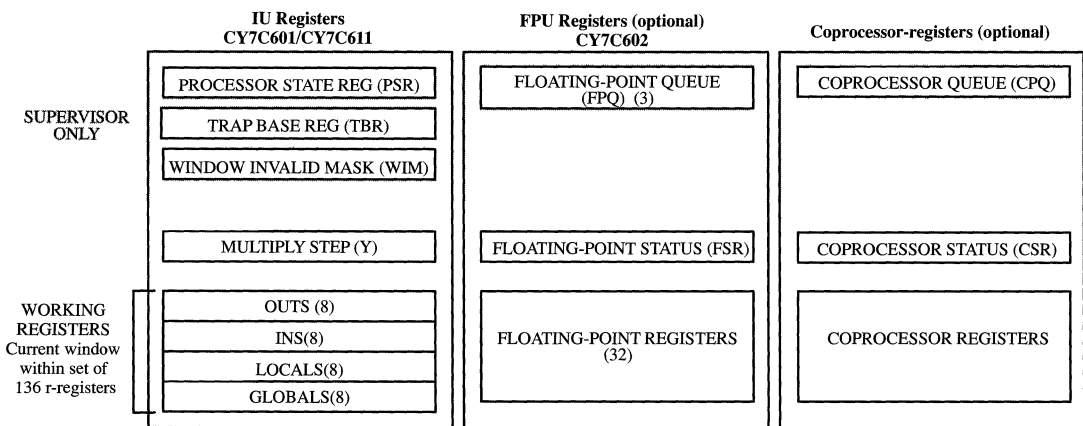 IU Registers
CY7C601/CY7C611
FPU Registers (optional)
CY7C602
Coprocessor-registers (optional)
SUPERVISOR
ONLY
PROCESSOR STATE REG (PSR)
TRAP BASE REG (TBR)
WINDOW INVALID MASK (WIM)
MULTIPLY STEP (Y)
WORKING
REGISTERS
Current window
within set of
136 r-registers
OUTS (8)
INS(8)
LOCALS(8)
GLOBALS(8)
FLOATING-POINT QUEUE
(FPQ) (3)
FLOATING-POINT STATUS (FSR)
FLOATING-POINT REGISTERS
(32)
COPROCESSOR QUEUE (CPQ)
COPROCESSOR STATUS (CSR)
COPROCESSOR REGISTERS